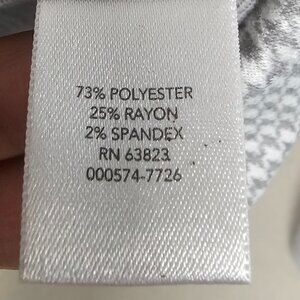 73% POLYESTER
25% RAYON
2% SPANDEX
RN 63823
000574-7726